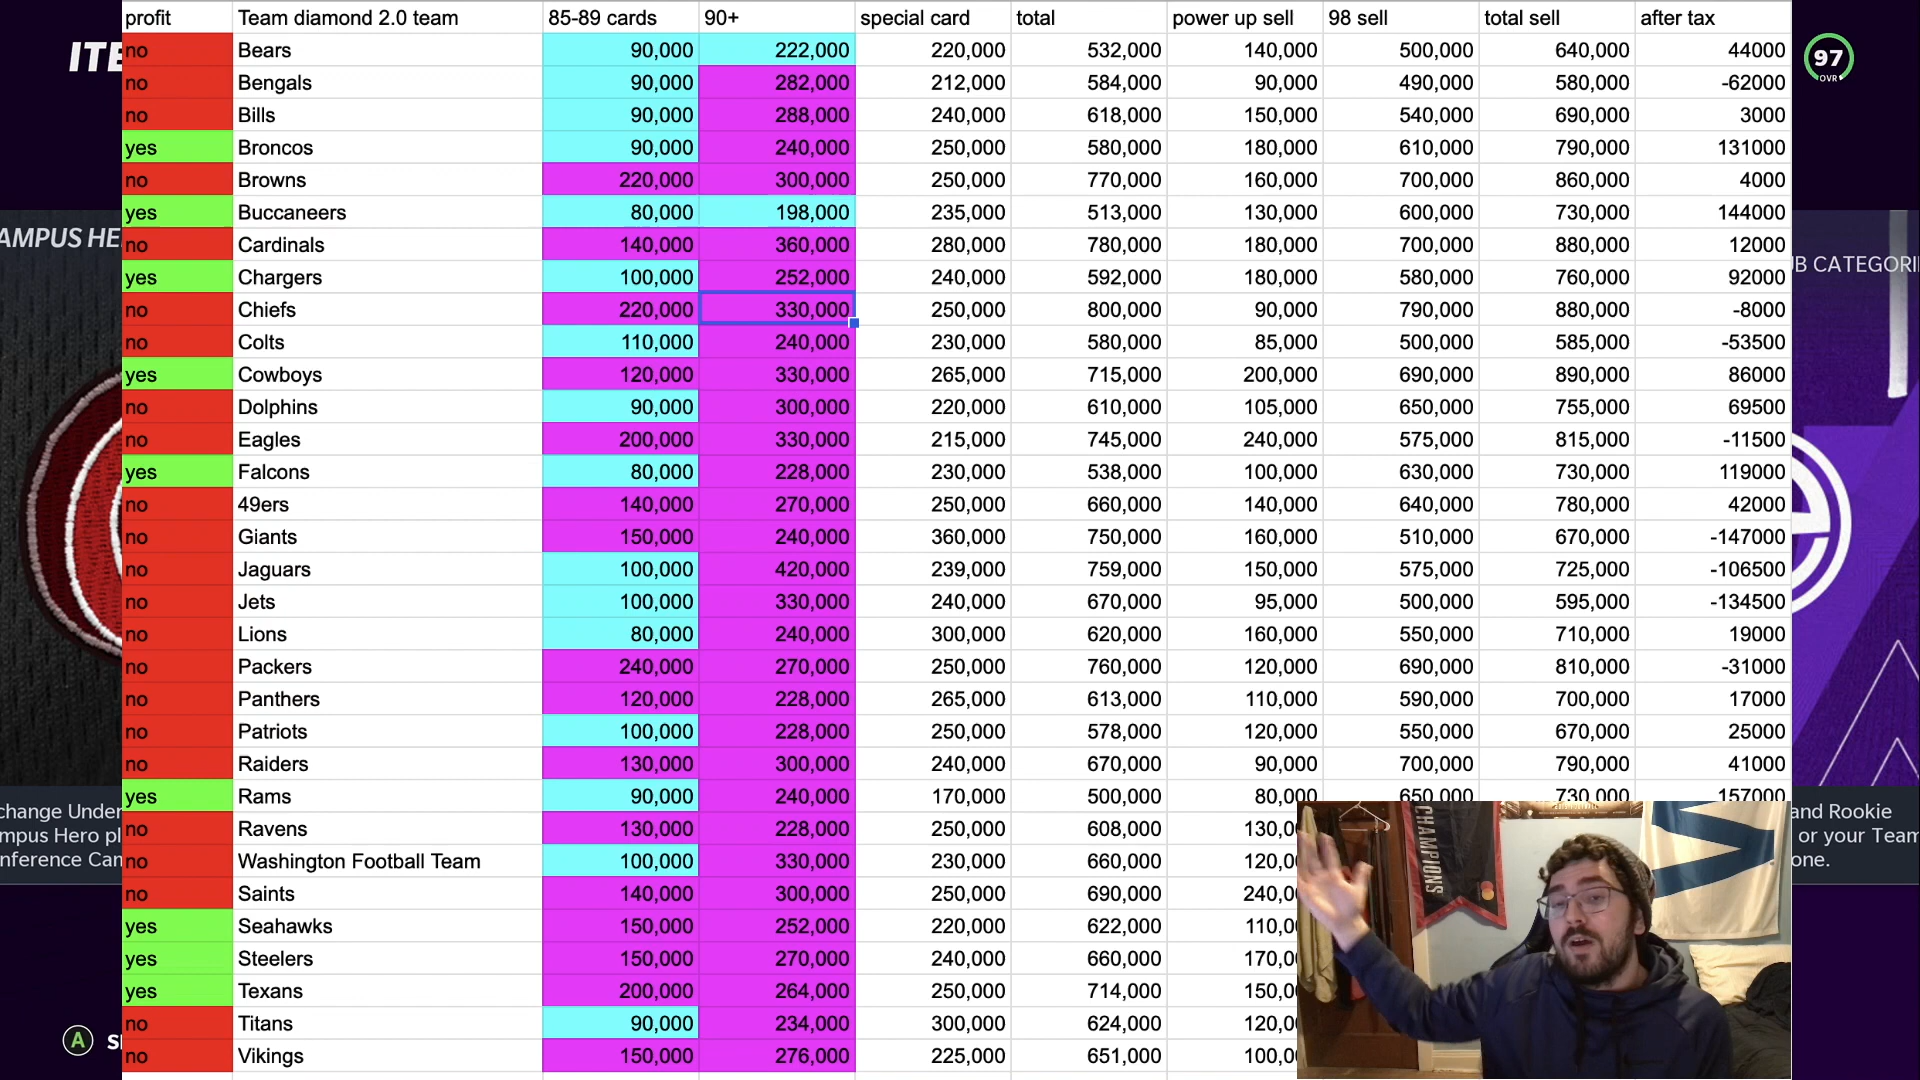 profit Team diamond 2.0 team 85-89 cards 90+ special card total power up sell 98 sell total sell after tax
no Bears 90,000 222,000 220,000 532,000 140,000 500,000 640,000 44000
no Bengals 90,000 282,000 212,000 584,000 90,000 490,000 580,000 -62000
no Bills 90,000 288,000 240,000 618,000 150,000 540,000 690,000 3000
yes Broncos 90,000 240,000 250,000 580,000 180,000 610,000 790,000 131000
no Browns 220,000 300,000 250,000 770,000 160,000 700,000 860,000 4000
yes Buccaneers 80,000 198,000 235,000 513,000 130,000 600,000 730,000 144000
no Cardinals 140,000 360,000 280,000 780,000 180,000 700,000 880,000 12000
yes Chargers 100,000 252,000 240,000 592,000 180,000 580,000 760,000 92000
no Chiefs 220,000 330,000 250,000 800,000 90,000 790,000 880,000 -8000
no Colts 110,000 240,000 230,000 580,000 85,000 500,000 585,000 -53500
yes Cowboys 120,000 330,000 265,000 715,000 200,000 690,000 890,000 86000
no Dolphins 90,000 300,000 220,000 610,000 105,000 650,000 755,000 69500
no Eagles 200,000 330,000 215,000 745,000 240,000 575,000 815,000 -11500
yes Falcons 80,000 228,000 230,000 538,000 100,000 630,000 730,000 119000
no 49ers 140,000 270,000 250,000 660,000 140,000 640,000 780,000 42000
no Giants 150,000 240,000 360,000 750,000 160,000 510,000 670,000 -147000
no Jaguars 100,000 420,000 239,000 759,000 150,000 575,000 725,000 -106500
no Jets 100,000 330,000 240,000 670,000 95,000 500,000 595,000 -134500
no Lions 80,000 240,000 300,000 620,000 160,000 550,000 710,000 19000
no Packers 240,000 270,000 250,000 760,000 120,000 690,000 810,000 -31000
no Panthers 120,000 228,000 265,000 613,000 110,000 590,000 700,000 17000
no Patriots 100,000 228,000 250,000 578,000 120,000 550,000 670,000 25000
no Raiders 130,000 300,000 240,000 670,000 90,000 700,000 790,000 41000
yes Rams 90,000 240,000 170,000 500,000 80,000 650,000 730,000 157000
no Ravens 130,000 228,000 250,000 608,000 130,0
no Washington Football Team 100,000 330,000 230,000 660,000 120,0
no Saints 140,000 300,000 250,000 690,000 240,0
yes Seahawks 150,000 252,000 220,000 622,000 110,0
yes Steelers 150,000 270,000 240,000 660,000 170,0
yes Texans 200,000 264,000 250,000 714,000 150,0
no Titans 90,000 234,000 300,000 624,000 120,0
no Vikings 150,000 276,000 225,000 651,000 100,0
ITE
97
OVR
AMPUS HE
B CATEGORI
change Under
mpus Hero pl
nference Cam
and Rookie
or your Team
one.
A S
CHAMPIONS